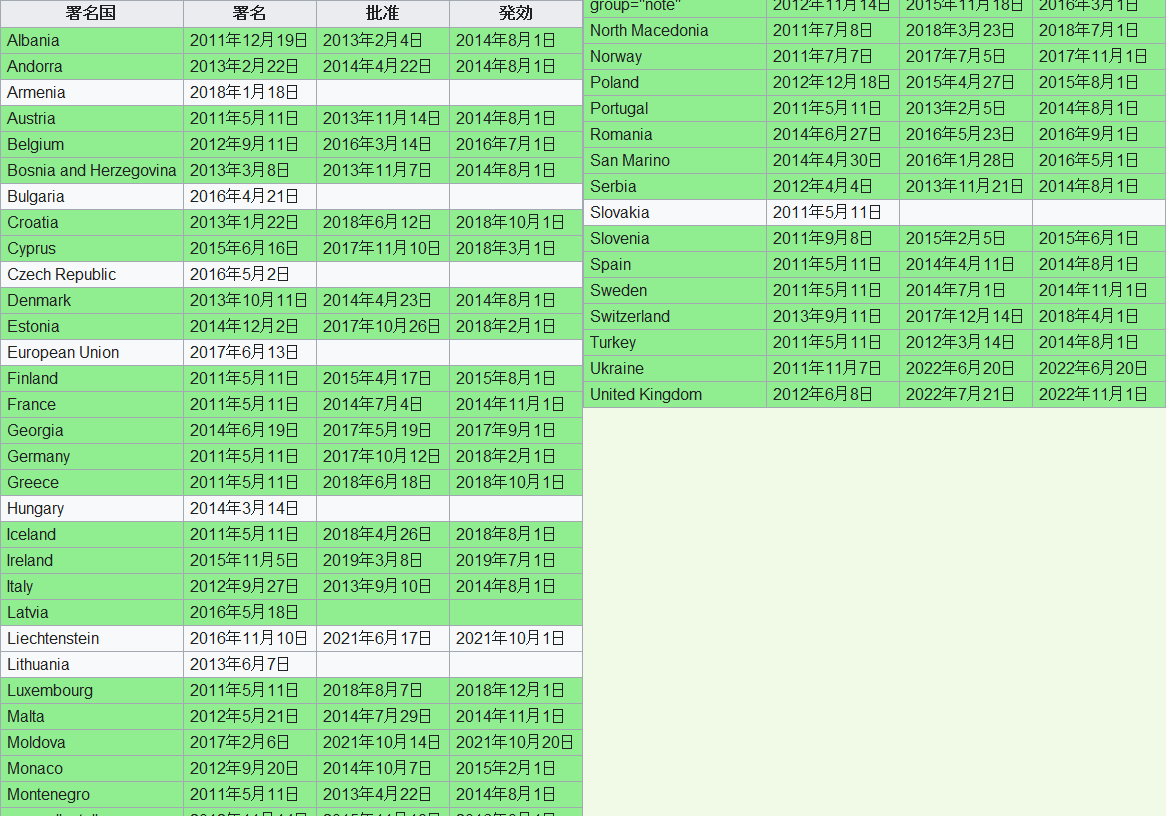 署名国 署名 批准 発効
Albania 2011年12月19日 2013年2月4日 2014年8月1日
Andorra 2013年2月22日 2014年4月22日 2014年8月1日
Armenia 2018年1月18日
Austria 2011年5月11日 2013年11月14日 2014年8月1日
Belgium 2012年9月11日 2016年3月14日 2016年7月1日
Bosnia and Herzegovina 2013年3月8日 2013年11月7日 2014年8月1日
Bulgaria 2016年4月21日
Croatia 2013年1月22日 2018年6月12日 2018年10月1日
Cyprus 2015年6月16日 2017年11月10日 2018年3月1日
Czech Republic 2016年5月2日
Denmark 2013年10月11日 2014年4月23日 2014年8月1日
Estonia 2014年12月2日 2017年10月26日 2018年2月1日
European Union 2017年6月13日
Finland 2011年5月11日 2015年4月17日 2015年8月1日
France 2011年5月11日 2014年7月4日 2014年11月1日
Georgia 2014年6月19日 2017年5月19日 2017年9月1日
Germany 2011年5月11日 2017年10月12日 2018年2月1日
Greece 2011年5月11日 2018年6月18日 2018年10月1日
Hungary 2014年3月14日
Iceland 2011年5月11日 2018年4月26日 2018年8月1日
Ireland 2015年11月5日 2019年3月8日 2019年7月1日
Italy 2012年9月27日 2013年9月10日 2014年8月1日
Latvia 2016年5月18日
Liechtenstein 2016年11月10日 2021年6月17日 2021年10月1日
Lithuania 2013年6月7日
Luxembourg 2011年5月11日 2018年8月7日 2018年12月1日
Malta 2012年5月21日 2014年7月29日 2014年11月1日
Moldova 2017年2月6日 2021年10月14日 2021年10月20日
Monaco 2012年9月20日 2014年10月7日 2015年2月1日
Montenegro 2011年5月11日 2013年4月22日 2014年8月1日
group="note" 2012年11月14日 2015年11月18日 2016年3月1日
North Macedonia 2011年7月8日 2018年3月23日 2018年7月1日
Norway 2011年7月7日 2017年7月5日 2017年11月1日
Poland 2012年12月18日 2015年4月27日 2015年8月1日
Portugal 2011年5月11日 2013年2月5日 2014年8月1日
Romania 2014年6月27日 2016年5月23日 2016年9月1日
San Marino 2014年4月30日 2016年1月28日 2016年5月1日
Serbia 2012年4月4日 2013年11月21日 2014年8月1日
Slovakia 2011年5月11日
Slovenia 2011年9月8日 2015年2月5日 2015年6月1日
Spain 2011年5月11日 2014年4月11日 2014年8月1日
Sweden 2011年5月11日 2014年7月1日 2014年11月1日
Switzerland 2013年9月11日 2017年12月14日 2018年4月1日
Turkey 2011年5月11日 2012年3月14日 2014年8月1日
Ukraine 2011年11月7日 2022年6月20日 2022年6月20日
United Kingdom 2012年6月8日 2022年7月21日 2022年11月1日